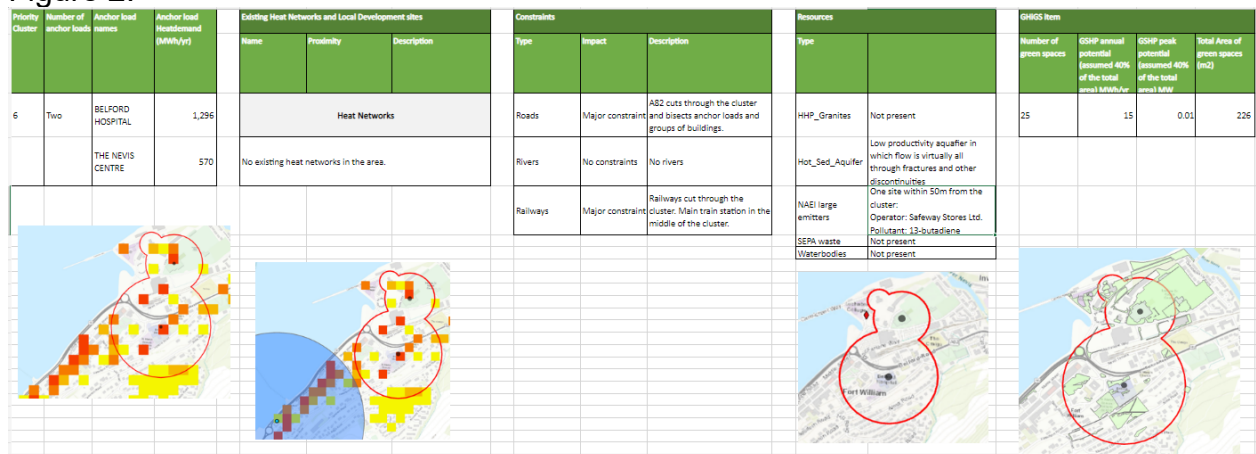 Figure 2:
Priority Cluster
Number of anchor loads
Anchor load names
Anchor load Heatdemand (MWh/yr)
Existing Heat Networks and Local Development sites
Name
Proximity
Description
Constraints
Type
Impact
Description
Resources
Type
GHIGS Item
Number of green spaces
GSHP annual potential (assumed 40% of the total area) MWh/yr
GSHP peak potential (assumed 40% of the total area) MW
Total Area of green spaces (m2)
6
Two
BELFORD HOSPITAL
1,296
Heat Networks
Roads
Major constraint
A82 cuts through the cluster and bisects anchor loads and groups of buildings.
HHP_Granites
Not present
25
15
0.01
226
THE NEVIS CENTRE
570
No existing heat networks in the area.
Rivers
No constraints
No rivers
Hot_Sed_Aquifer
Low productivity aquafier in which flow is virtually all through fractures and other discontinuities
Railways
Major constraint
Railways cut through the cluster. Main train station in the middle of the cluster.
NAEI large emitters
One site within 50m from the cluster:
Operator: Safeway Stores Ltd.
Pollutant: 13-butadiene
SEPA waste
Not present
Waterbodies
Not present
Fort William
Fort William